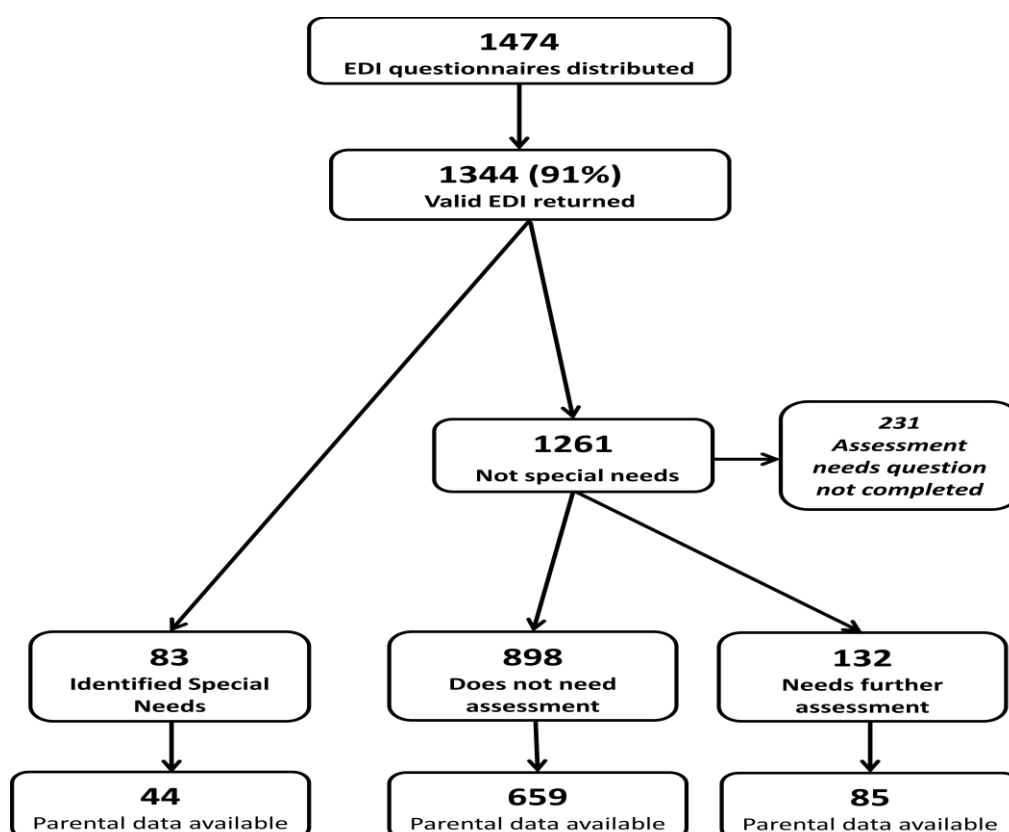 1474
EDI questionnaires distributed
1344 (91%)
Valid EDI returned
1261
Not special needs
231
Assessment
needs question
not completed
83
Identified Special
Needs
898
Does not need
assessment
132
Needs further
assessment
44
Parental data available
659
Parental data available
85
Parental data available